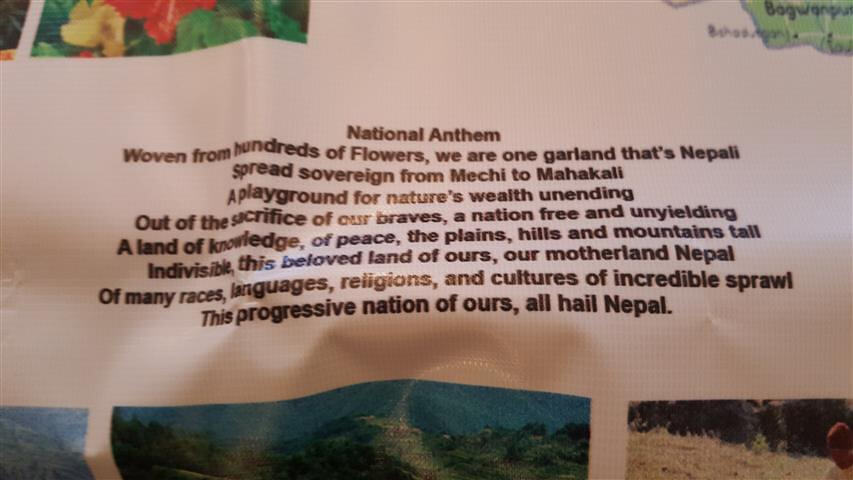 Bagwanpur
National Anthem
Woven from hundreds of Flowers, we are one garland that's Nepali
spread sovereign from Mechi to Mahakali
A playground for nature's wealth unending
Out of the sacrifice of our braves, a nation free and unyielding
A land of knowledge, of peace, the plains, hills and mountains tall
Indivisible, this beloved land of ours, our motherland Nepal
Of many races, languages, religions, and cultures of incredible sprawl
This progressive nation of ours, all hail Nepal.